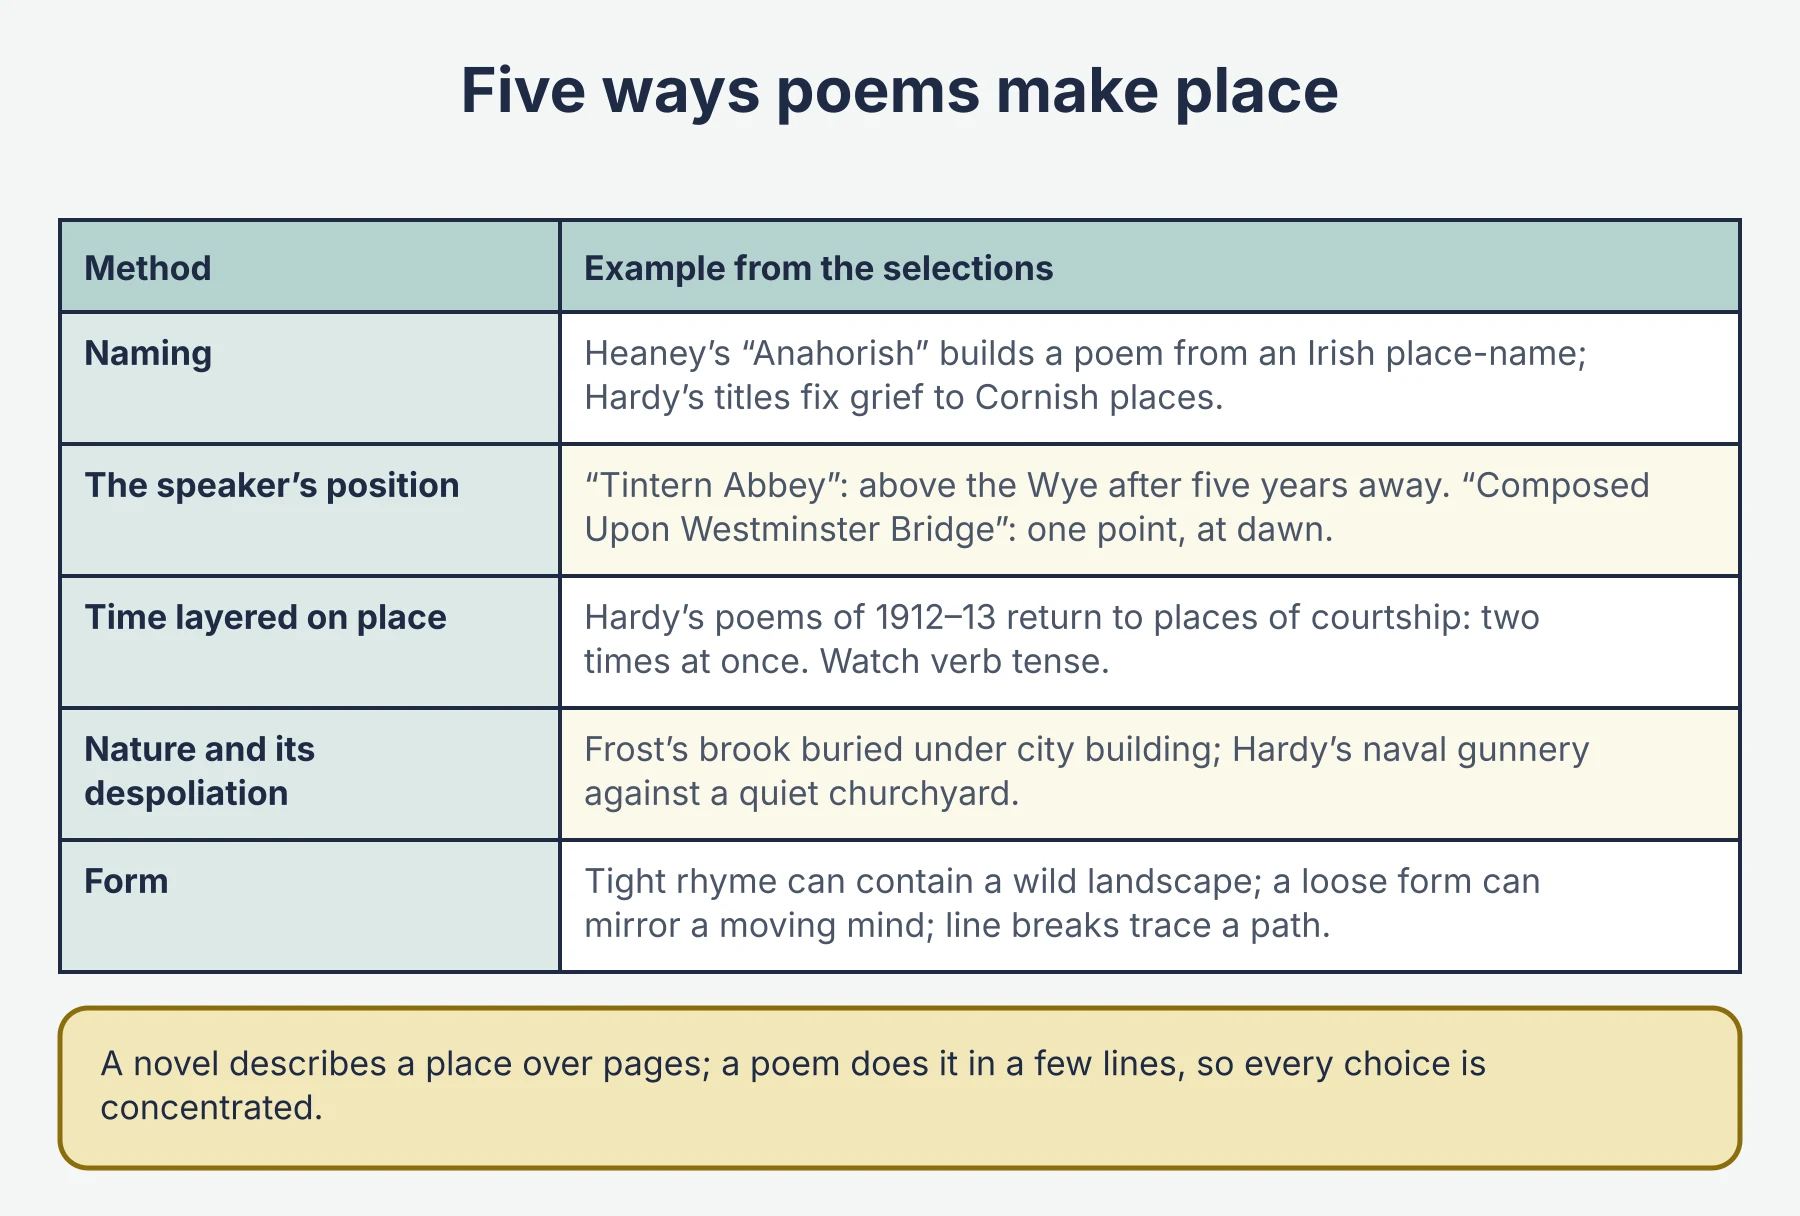 Five ways poems make place
Method
Example from the selections
Naming
Heaney’s “Anahorish” builds a poem from an Irish place-name;
Hardy’s titles fix grief to Cornish places.
The speaker’s position
“Tintern Abbey”: above the Wye after five years away. “Composed
Upon Westminster Bridge”: one point, at dawn.
Time layered on place
Hardy’s poems of 1912–13 return to places of courtship: two
times at once. Watch verb tense.
Nature and its
despoliation
Frost’s brook buried under city building; Hardy’s naval gunnery
against a quiet churchyard.
Form
Tight rhyme can contain a wild landscape; a loose form can
mirror a moving mind; line breaks trace a path.
A novel describes a place over pages; a poem does it in a few lines, so every choice is
concentrated.